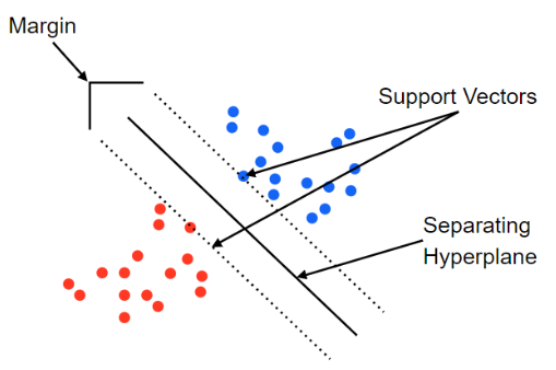 Margin
Support Vectors
Separating
Hyperplane